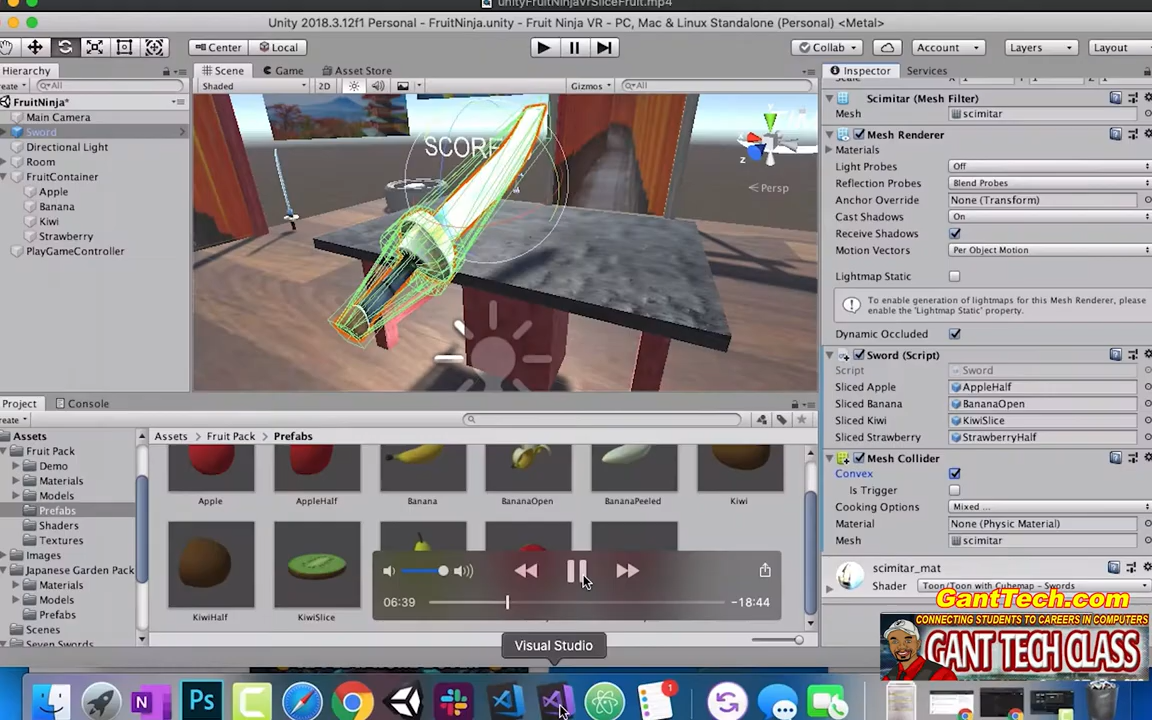 unityFruitNinjaVrSliceFruit.mp4
Unity 2018.3.12f1 Personal - FruitNinja.unity - Fruit Ninja VR - PC, Mac & Linux Standalone (Personal) <Metal>
Center Local Collab Account Layers Layout
Hierarchy
Scene Game Asset Store
Inspector Services
All
Shaded 2D Gizmos All
FruitNinja*
Main Camera
Sword
Directional Light
Room
FruitContainer
Apple
Banana
Kiwi
Strawberry
PlayGameController
SCORE
y
z
Persp
Scimitar (Mesh Filter)
Mesh scimitar
Mesh Renderer
Materials
Light Probes Off
Reflection Probes Blend Probes
Anchor Override None (Transform)
Cast Shadows On
Receive Shadows
Motion Vectors Per Object Motion
Lightmap Static
To enable generation of lightmaps for this Mesh Renderer, please
enable the 'Lightmap Static' property.
Dynamic Occluded
Sword (Script)
Script Sword
Sliced Apple AppleHalf
Sliced Banana BananaOpen
Sliced Kiwi KiwiSlice
Sliced Strawberry StrawberryHalf
Mesh Collider
Convex
Is Trigger
Cooking Options Mixed ...
Material None (Physic Material)
Mesh scimitar
scimitar_mat
Shader Toon/Toon with Cubemap - Swords
Project Console
Assets
Fruit Pack
Demo
Materials
Models
Prefabs
Shaders
Textures
Images
Japanese Garden Pack
Materials
Models
Prefabs
Scenes
Seven Swords
Assets Fruit Pack Prefabs
Apple AppleHalf Banana BananaOpen BananaPeeled Kiwi
KiwiHalf KiwiSlice
06:39 -18:44
Visual Studio
GantTech.com
CONNECTING STUDENTS TO CAREERS IN COMPUTERS
GANT TECH CLASS
N
Ps
1